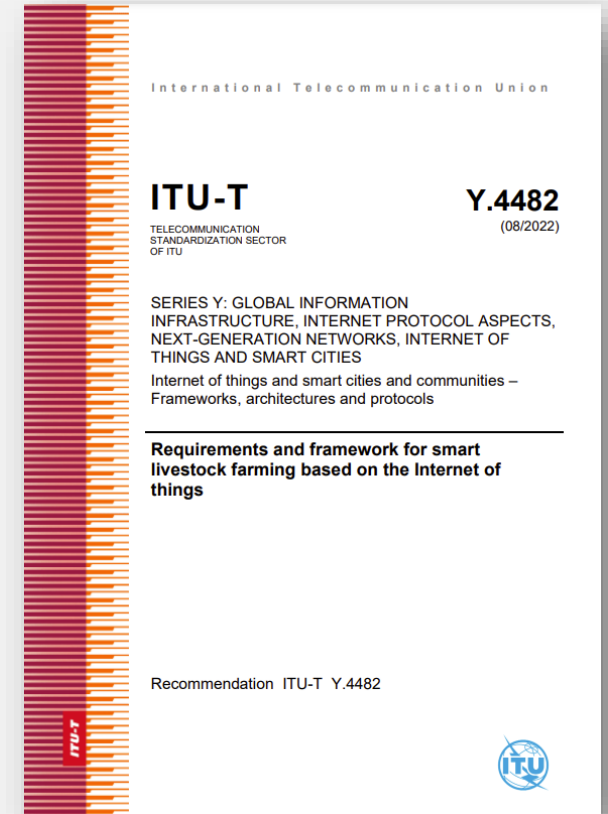 International Telecommunication Union
ITU-T
Y.4482
TELECOMMUNICATION
STANDARDIZATION SECTOR
OF ITU
(08/2022)
SERIES Y: GLOBAL INFORMATION
INFRASTRUCTURE, INTERNET PROTOCOL ASPECTS,
NEXT-GENERATION NETWORKS, INTERNET OF
THINGS AND SMART CITIES
Internet of things and smart cities and communities –
Frameworks, architectures and protocols
Requirements and framework for smart
livestock farming based on the Internet of
things
Recommendation ITU-T Y.4482
ITU-T
ITU